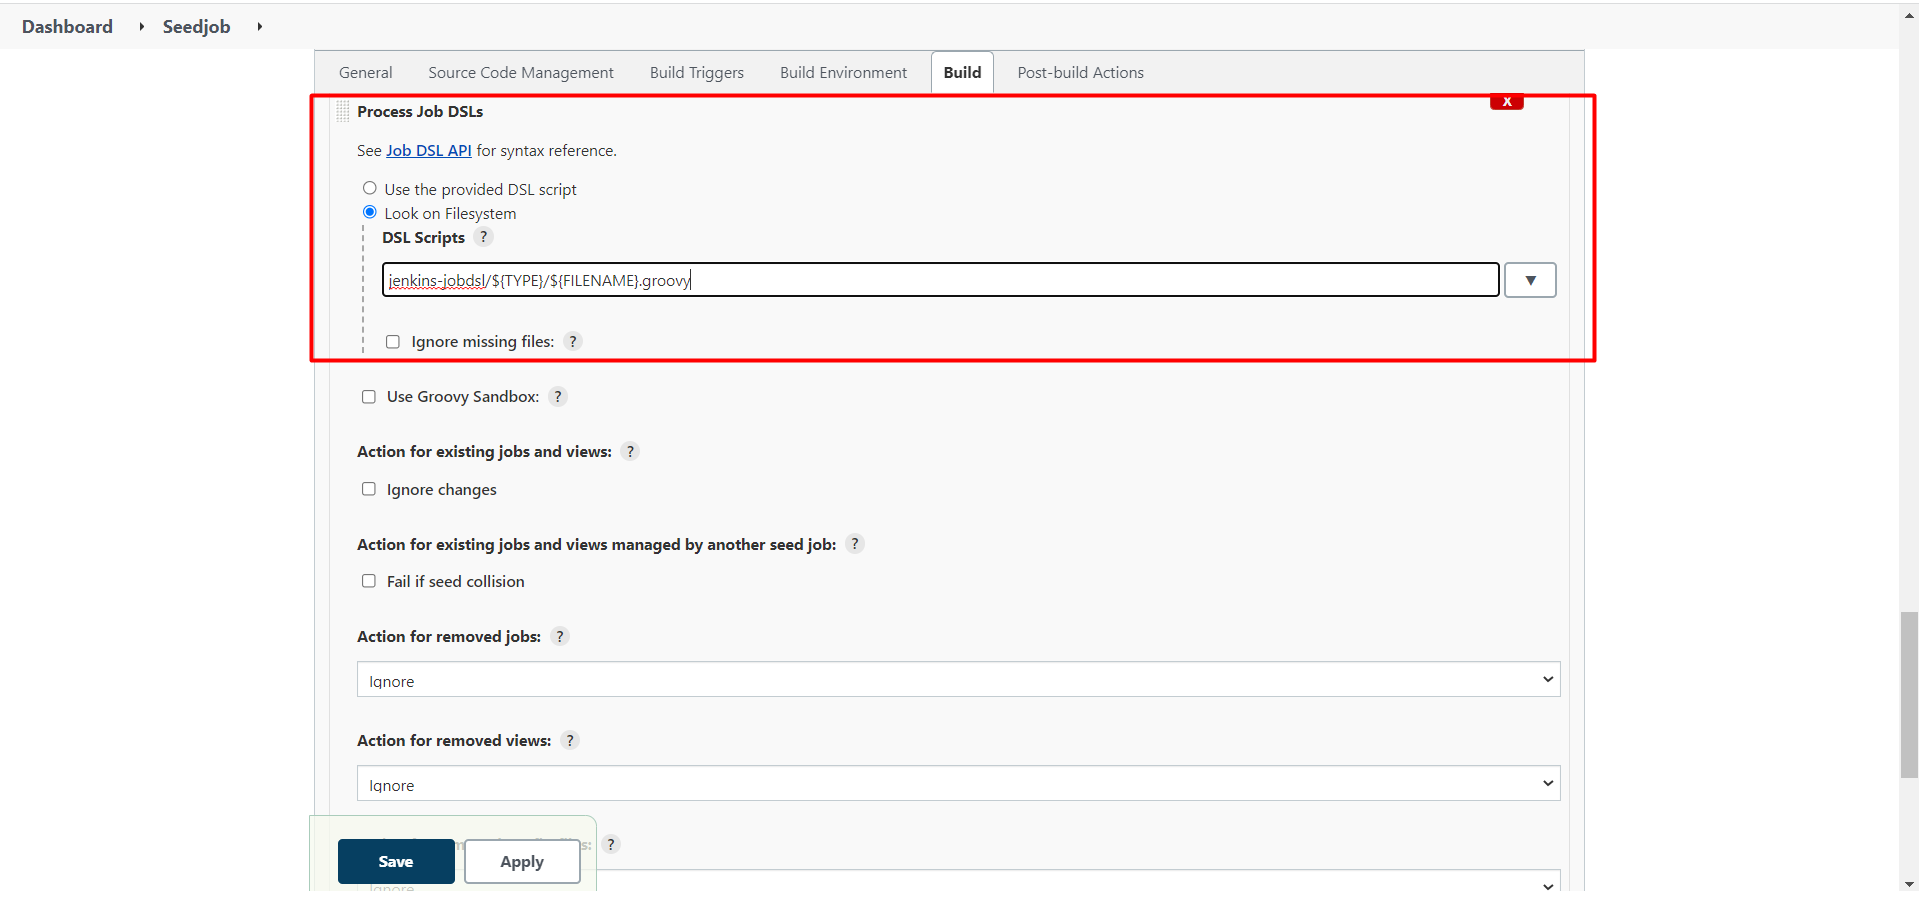 Dashboard
Seedjob
General Source Code Management Build Triggers Build Environment Build Post-build Actions
X
Process Job DSLs
See Job DSL API for syntax reference.
Use the provided DSL script
Look on Filesystem
DSL Scripts ?
jenkins-jobdsl/${TYPE}/${FILENAME}.groovy
Ignore missing files: ?
Use Groovy Sandbox: ?
Action for existing jobs and views: ?
Ignore changes
Action for existing jobs and views managed by another seed job: ?
Fail if seed collision
Action for removed jobs: ?
Ignore
Action for removed views: ?
Ignore
?
Save Apply
Ignore